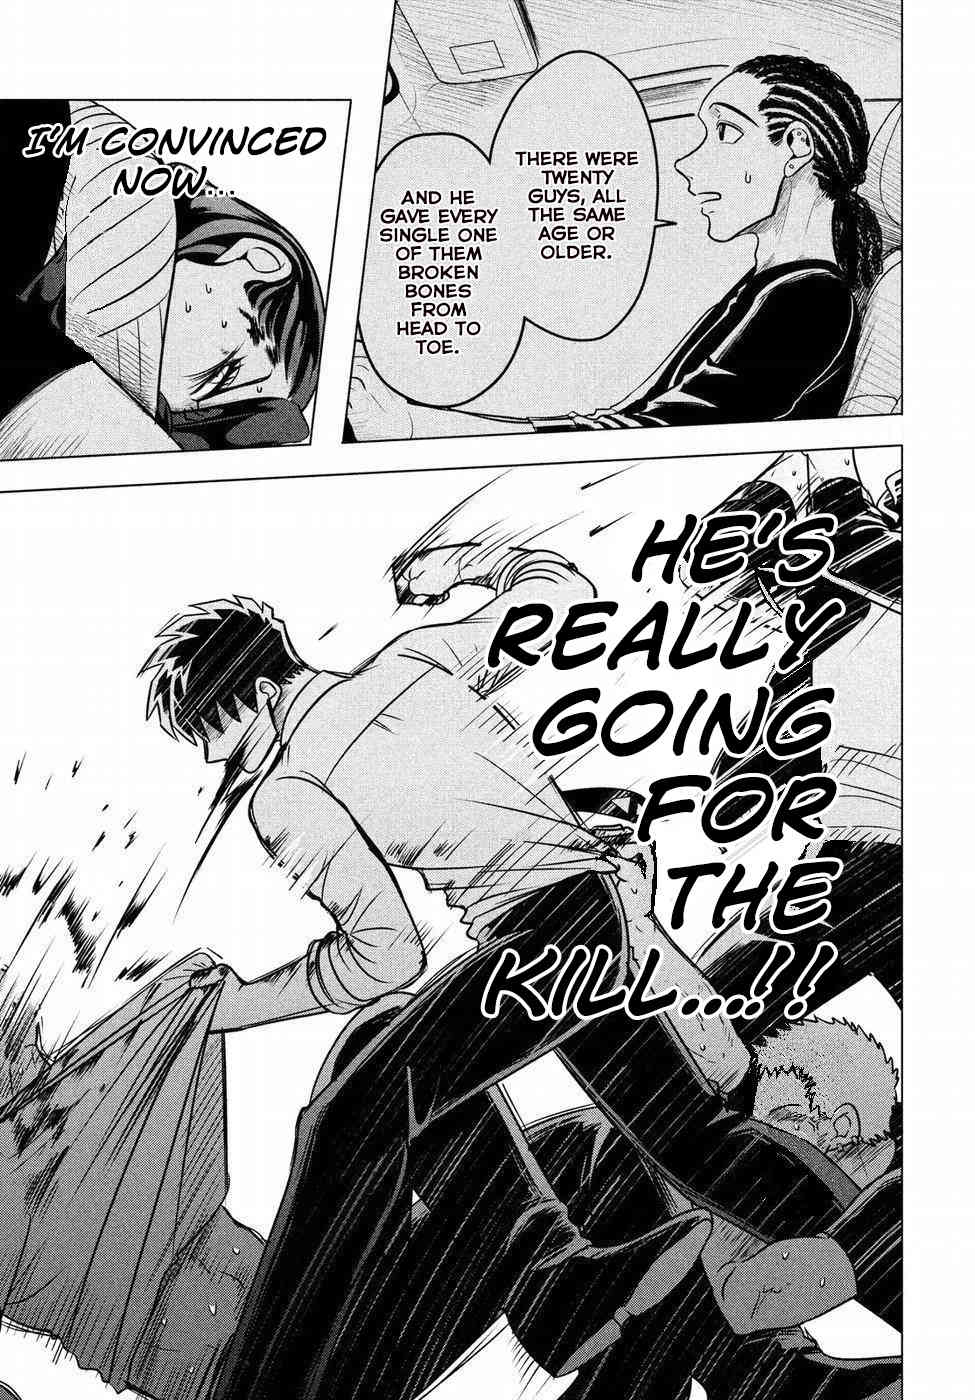 THERE WERE
TWENTY
GUYS, ALL
THE SAME
AGE OR
OLDER.
AND HE
GAVE EVERY
SINGLE ONE
OF THEM
BROKEN
BONES
FROM
HEAD TO
TOE.
I'M CONVINCED
NOW...
HE'S
REALLY
GOING
FOR
THE
KILL...!!